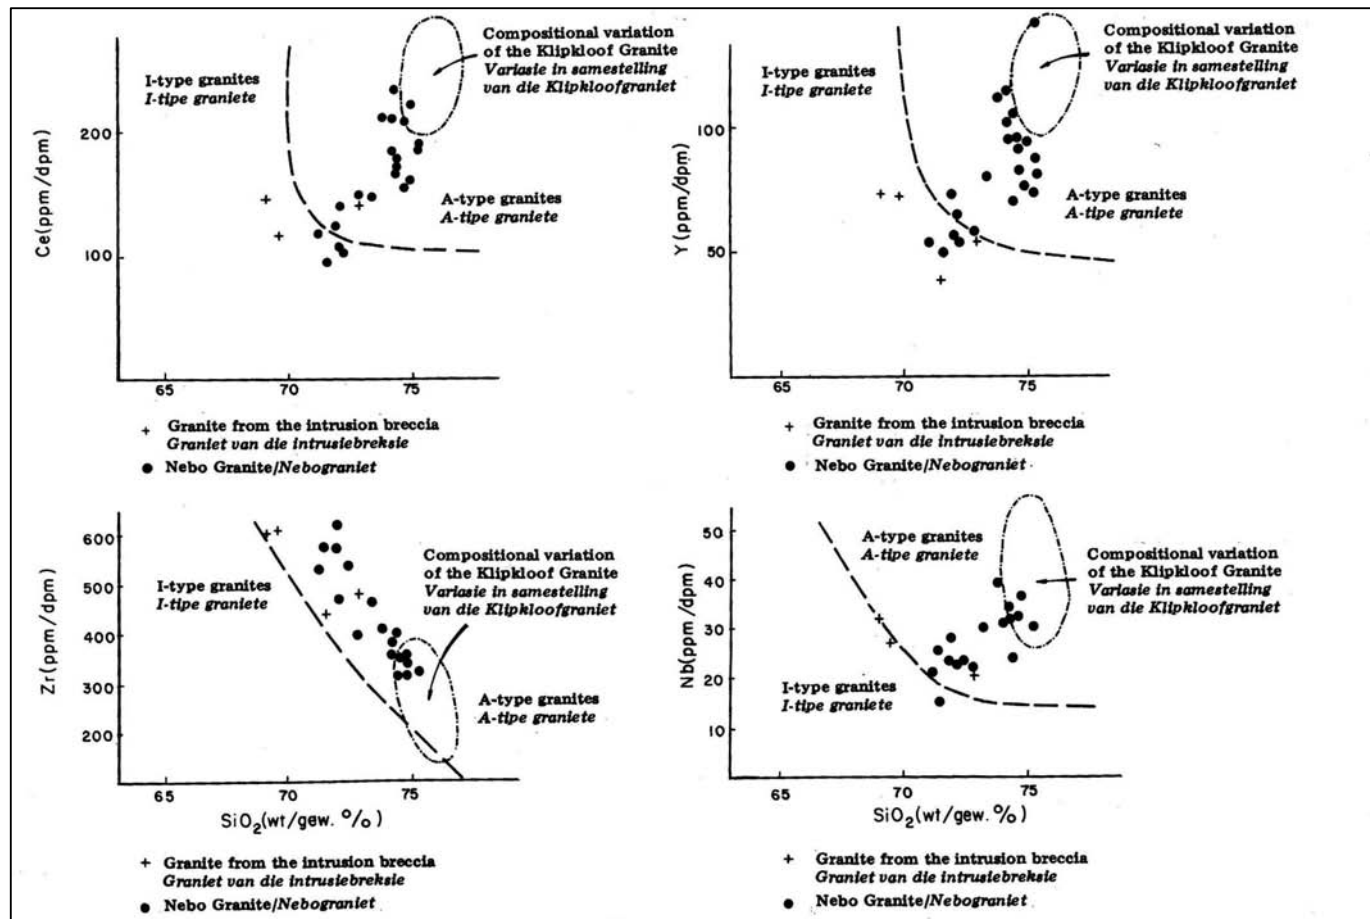 Compositional variation
of the Klipkloof Granite
Variasie in samestelling
van die Klipkloofgraniet
I-type granites
I-tipe graniete
200
100
Ce(ppm/dpm)
A-type granites
A-tipe graniete
65
70
75
+ Granite from the intrusion breccia
Graniet van die intrusiebreksie
● Nebo Granite/Nebograniet
Compositional variation
of the Klipkloof Granite
Variasie in samestelling
van die Klipkloofgraniet
I-type granites
I-tipe graniete
100
50
Y(ppm/dpm)
A-type granites
A-tipe graniete
65
70
75
+ Granite from the intrusion breccia
Graniet van die intrusiebreksie
● Nebo Granite/Nebograniet
600
500
400
300
200
Zr(ppm/dpm)
I-type granites
I-tipe graniete
Compositional variation
of the Klipkloof Granite
Variasie in samestelling
van die Klipkloofgraniet
A-type granites
A-tipe graniete
65
70
75
SiO₂(wt/gew. %)
+ Granite from the intrusion breccia
Graniet van die intrusiebreksie
● Nebo Granite/Nebograniet
50
40
30
20
10
Nb(ppm/dpm)
A-type granites
A-tipe graniete
Compositional variation
of the Klipkloof Granite
Variasie in samestelling
van die Klipkloofgraniet
I-type granites
I-tipe graniete
65
70
75
SiO₂(wt/gew. %)
+ Granite from the intrusion breccia
Graniet van die intrusiebreksie
● Nebo Granite/Nebograniet